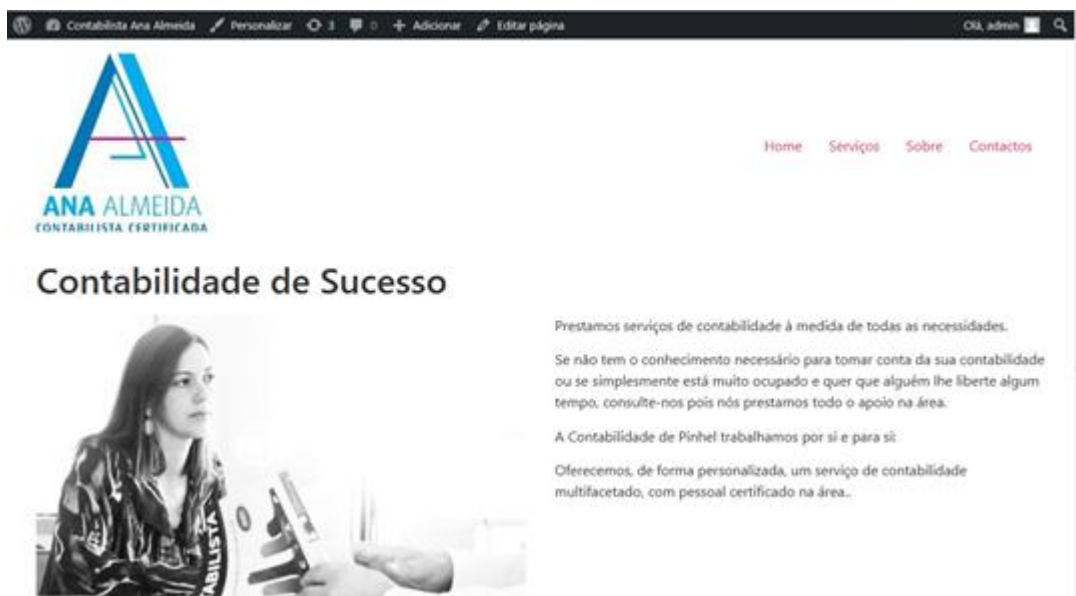 Contabilista Ana Almeida Personalizar 3 0 Adicionar Editar página Olá, admin
ANA ALMEIDA
CONTABILISTA CERTIFICADA
Home Serviços Sobre Contactos
Contabilidade de Sucesso
Prestamos serviços de contabilidade à medida de todas as necessidades.
Se não tem o conhecimento necessário para tomar conta da sua contabilidade
ou se simplesmente está muito ocupado e quer que alguém lhe liberte algum
tempo, consulte-nos pois nós prestamos todo o apoio na área.
A Contabilidade de Pinhel trabalhamos por si e para si:
Oferecemos, de forma personalizada, um serviço de contabilidade
multifacetado, com pessoal certificado na área..
ABILISTA